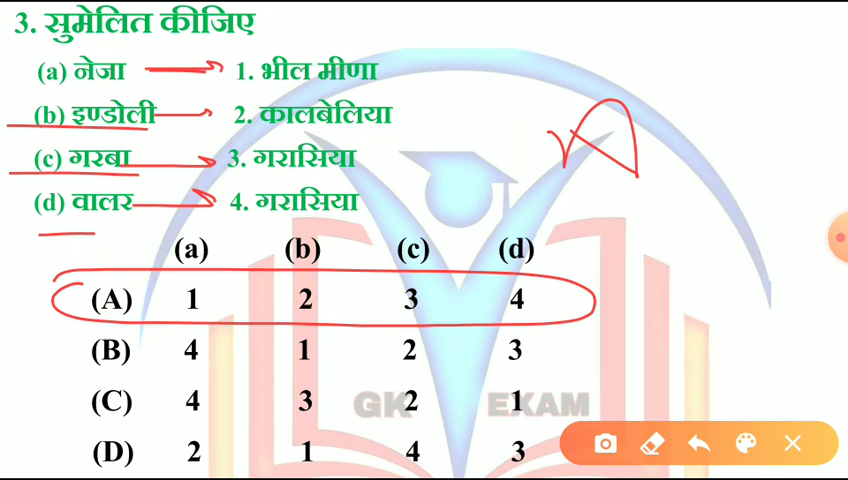 3. सुमेलित कीजिए
(a) नेजा 1. भील मीणा
(b) इण्डोली 2. कालबेलिया
(c) गरबा 3. गरासिया
(d) वालर 4. गरासिया
(a) (b) (c) (d)
(A) 1 2 3 4
(B) 4 1 2 3
(C) 4 3 2 1
(D) 2 1 4 3
GK EXAM
A